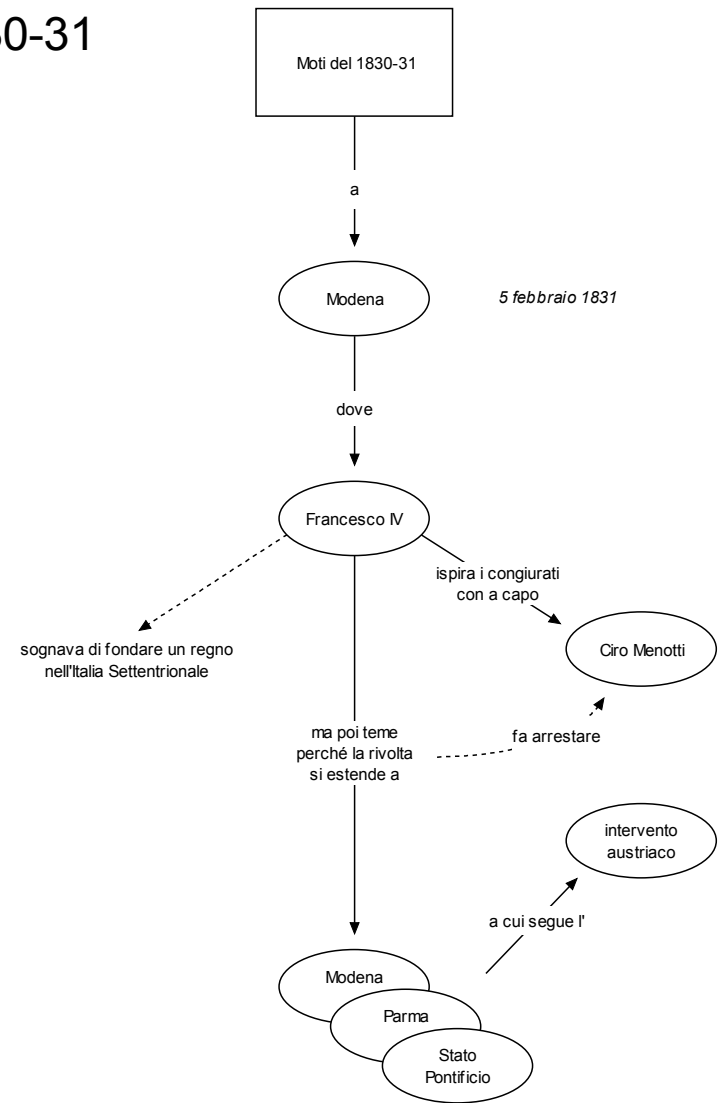 0-31
Moti del 1830-31
a
Modena
5 febbraio 1831
dove
Francesco IV
ispira i congiurati
con a capo
sognava di fondare un regno
nell'Italia Settentrionale
Ciro Menotti
ma poi teme
perché la rivolta
si estende a
fa arrestare
intervento
austriaco
a cui segue l'
Modena
Parma
Stato
Pontificio